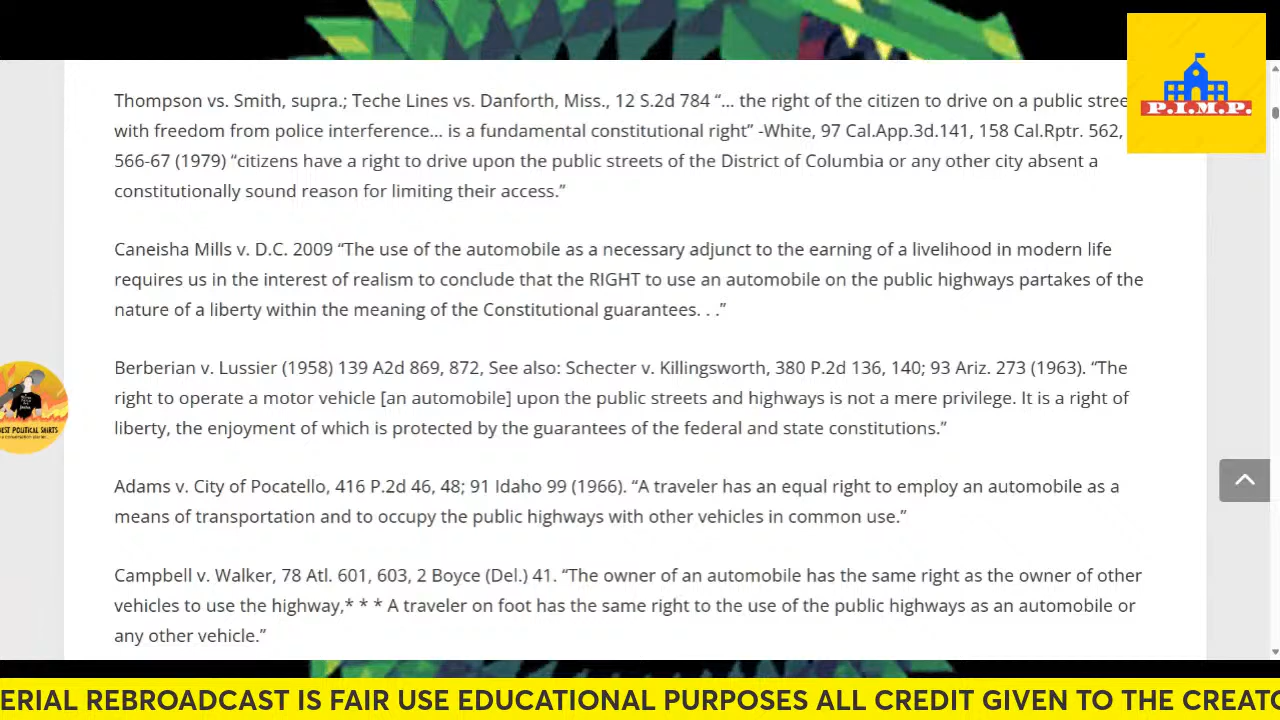 Thompson vs. Smith, supra.; Teche Lines vs. Danforth, Miss., 12 S.2d 784 “... the right of the citizen to drive on a public
with freedom from police interference... is a fundamental constitutional right” -White, 97 Cal.App.3d.141, 158 Cal.Rptr. 562,
566-67 (1979) “citizens have a right to drive upon the public streets of the District of Columbia or any other city absent a
constitutionally sound reason for limiting their access.”
Caneisha Mills v. D.C. 2009 “The use of the automobile as a necessary adjunct to the earning of a livelihood in modern life
requires us in the interest of realism to conclude that the RIGHT to use an automobile on the public highways partakes of the
nature of a liberty within the meaning of the Constitutional guarantees. . .”
Berberian v. Lussier (1958) 139 A2d 869, 872, See also: Schecter v. Killingsworth, 380 P.2d 136, 140; 93 Ariz. 273 (1963). “The
right to operate a motor vehicle [an automobile] upon the public streets and highways is not a mere privilege. It is a right of
liberty, the enjoyment of which is protected by the guarantees of the federal and state constitutions.”
Adams v. City of Pocatello, 416 P.2d 46, 48; 91 Idaho 99 (1966). “A traveler has an equal right to employ an automobile as a
means of transportation and to occupy the public highways with other vehicles in common use.”
Campbell v. Walker, 78 Atl. 601, 603, 2 Boyce (Del.) 41. “The owner of an automobile has the same right as the owner of other
vehicles to use the highway,* * * A traveler on foot has the same right to the use of the public highways as an automobile or
any other vehicle.”
P.I.M.P.
POLITICAL SHIRTS
ERIAL REBROADCAST IS FAIR USE EDUCATIONAL PURPOSES ALL CREDIT GIVEN TO THE CREATO